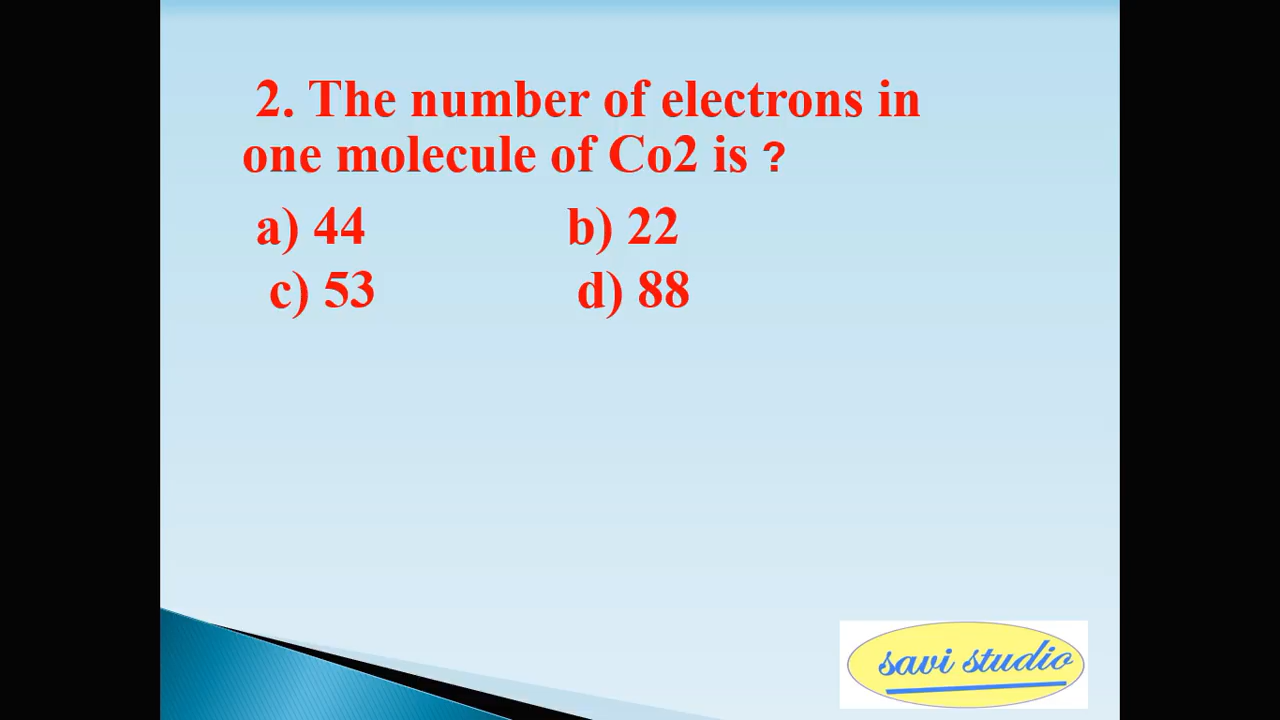 2. The number of electrons in
one molecule of Co2 is ?
a) 44 b) 22
c) 53 d) 88
savi studio